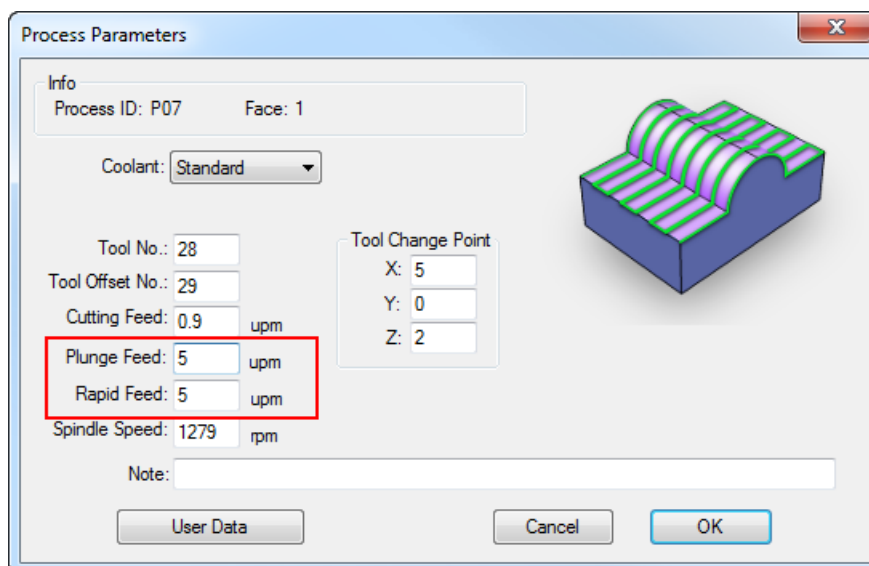 Process Parameters
Info
Process ID: P07 Face: 1
Coolant: Standard
Tool No.: 28
Tool Offset No.: 29
Cutting Feed: 0.9 upm
Plunge Feed: 5 upm
Rapid Feed: 5 upm
Spindle Speed: 1279 rpm
Tool Change Point
X: 5
Y: 0
Z: 2
Note:
User Data
Cancel
OK